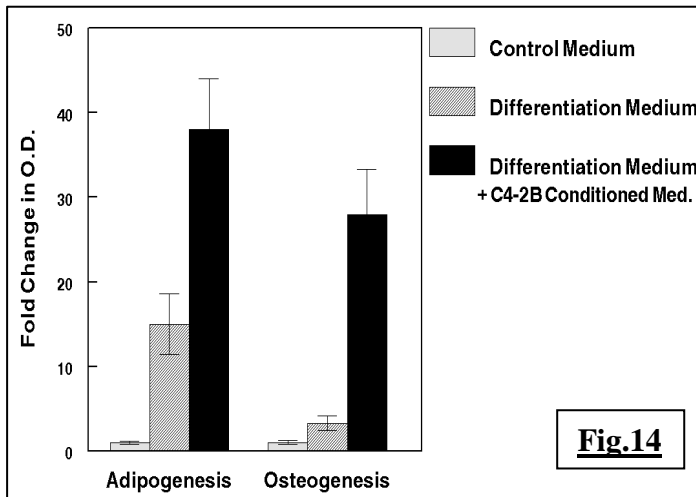 50
40
30
20
10
0
Fold Change in O.D.
Adipogenesis
Osteogenesis
Control Medium
Differentiation Medium
Differentiation Medium
+ C4-2B Conditioned Med.
Fig.14